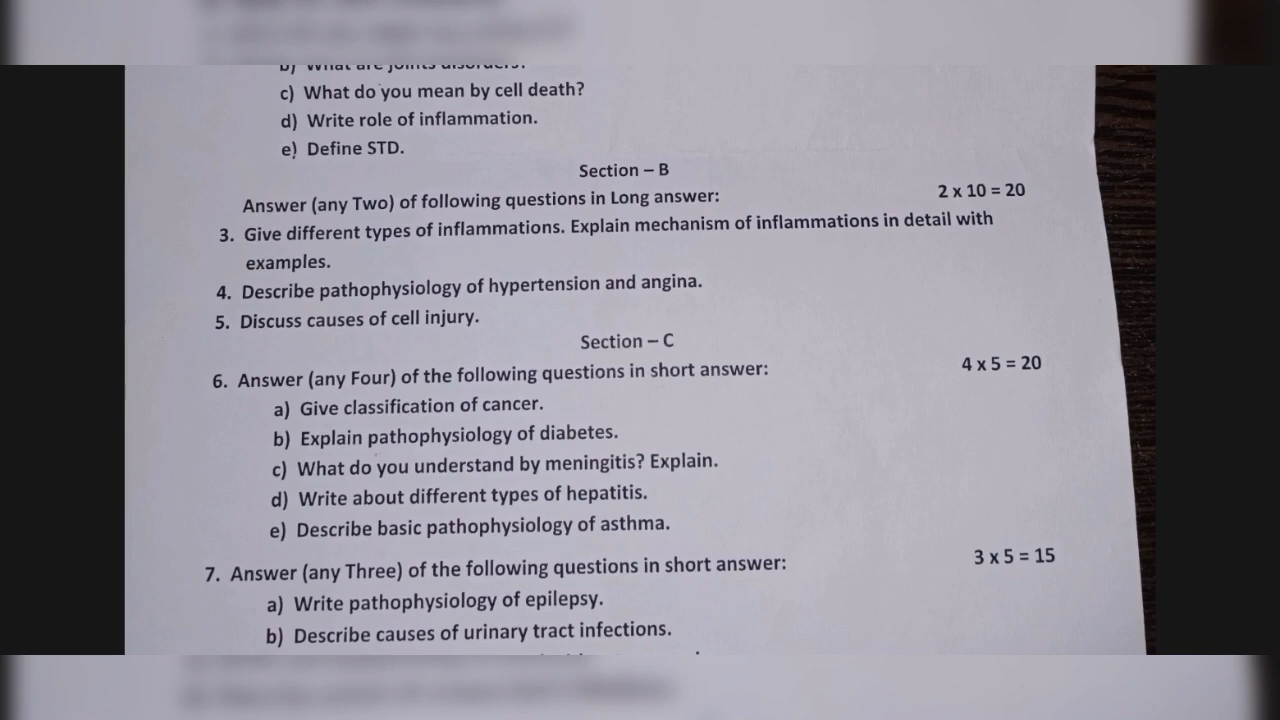 b) What are joints disorders?
c) What do you mean by cell death?
d) Write role of inflammation.
e) Define STD.
Section – B
Answer (any Two) of following questions in Long answer: 2 x 10 = 20
3. Give different types of inflammations. Explain mechanism of inflammations in detail with
examples.
4. Describe pathophysiology of hypertension and angina.
5. Discuss causes of cell injury.
Section – C
6. Answer (any Four) of the following questions in short answer: 4 x 5 = 20
a) Give classification of cancer.
b) Explain pathophysiology of diabetes.
c) What do you understand by meningitis? Explain.
d) Write about different types of hepatitis.
e) Describe basic pathophysiology of asthma.
7. Answer (any Three) of the following questions in short answer: 3 x 5 = 15
a) Write pathophysiology of epilepsy.
b) Describe causes of urinary tract infections.